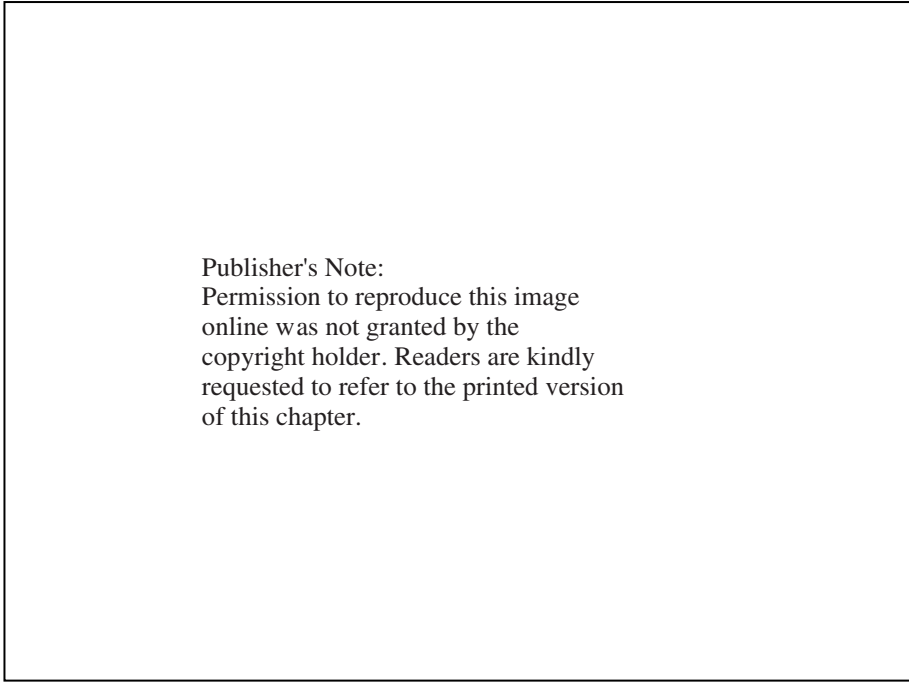 Publisher's Note:
Permission to reproduce this image
online was not granted by the
copyright holder. Readers are kindly
requested to refer to the printed version
of this chapter.